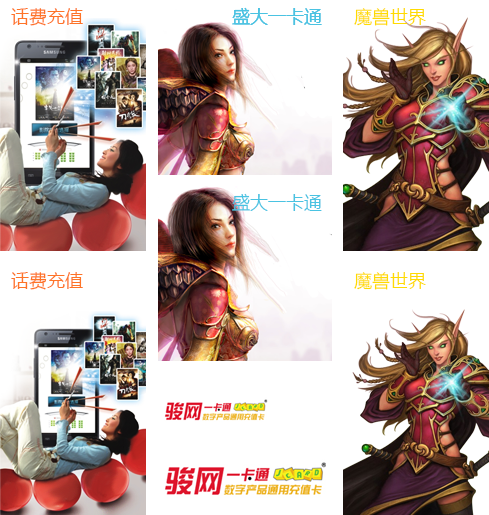 话费充值
盛大一卡通
魔兽世界
SAMSUNG
盛大一卡通
话费充值
魔兽世界
骏网一卡通 JCARD®
数字产品通用充值卡
骏网一卡通 JCARD®
数字产品通用充值卡